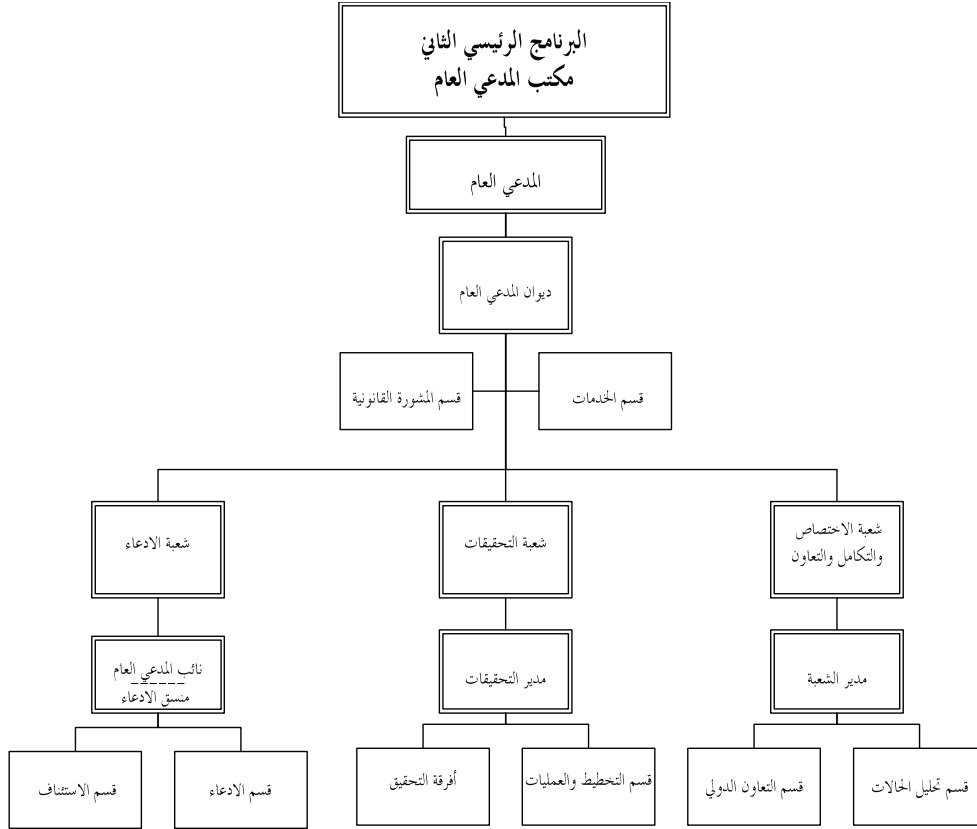 البرنامج الرئيسي الثاني
مكتب المدعي العام
المدعي العام
ديوان المدعي العام
قسم الخدمات
قسم المشورة القانونية
شعبة الاختصاص
والتكامل والتعاون
شعبة التحقيقات
شعبة الادعاء
مدير الشعبة
مدير التحقيقات
نائب المدعي العام
منسق الادعاء
قسم تحليل الحالات
قسم التعاون الدولي
قسم التخطيط والعمليات
أفرقة التحقيق
قسم الادعاء
قسم الاستئناف